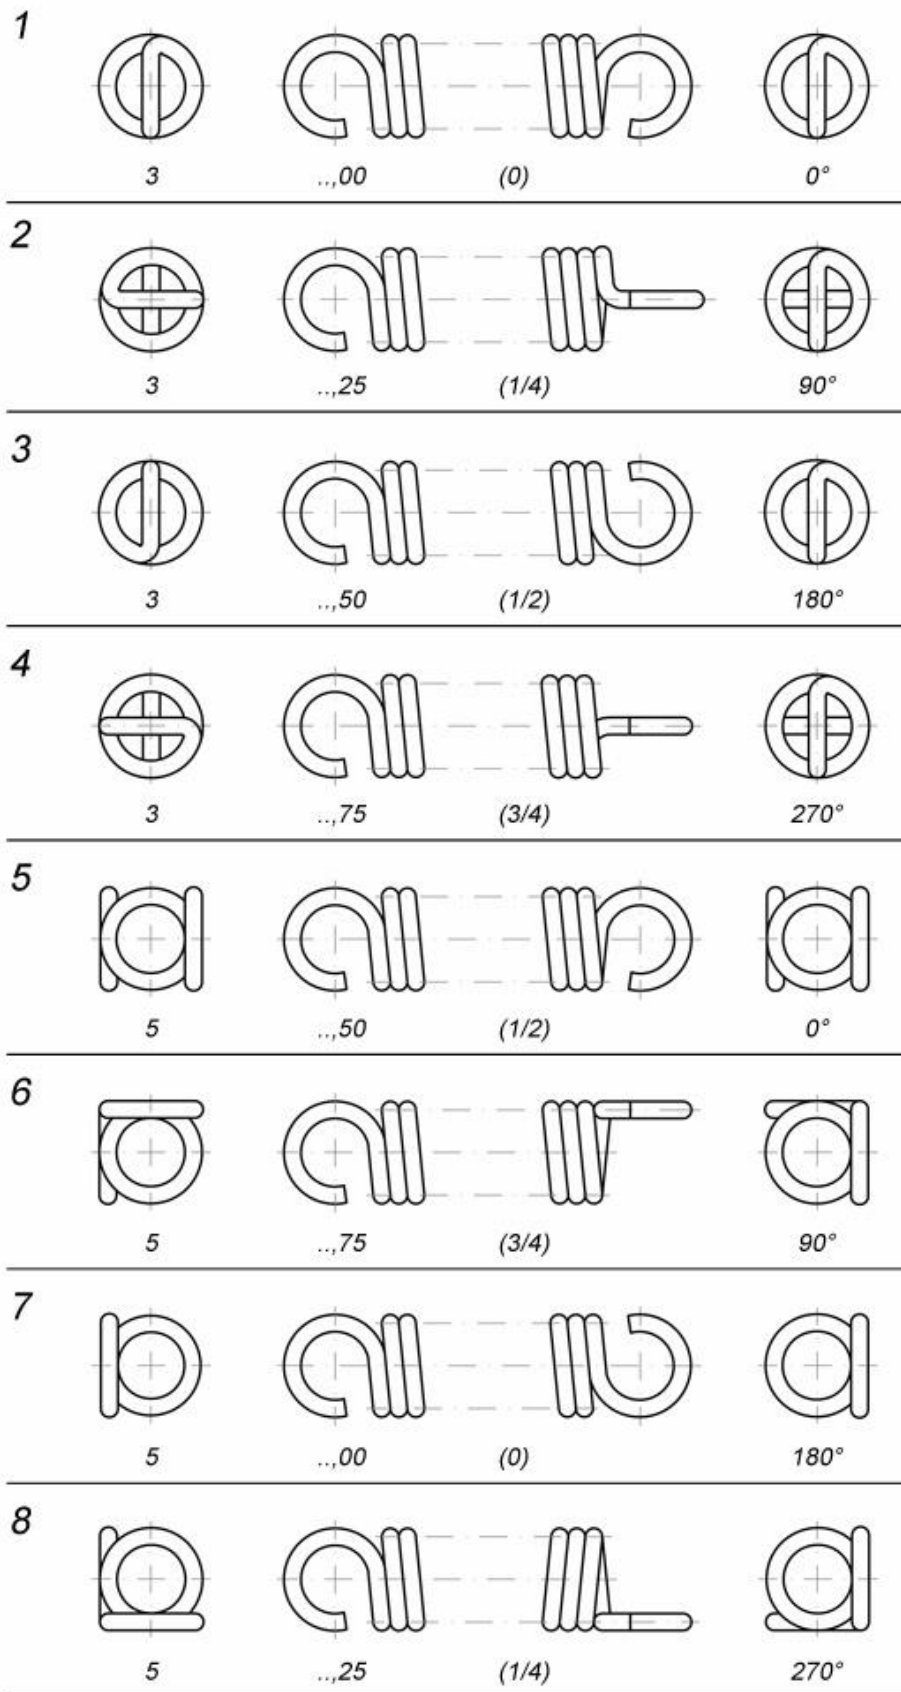 1
3 ..,00 (0) 0°
2
3 ..,25 (1/4) 90°
3
3 ..,50 (1/2) 180°
4
3 ..,75 (3/4) 270°
5
5 ..,50 (1/2) 0°
6
5 ..,75 (3/4) 90°
7
5 ..,00 (0) 180°
8
5 ..,25 (1/4) 270°